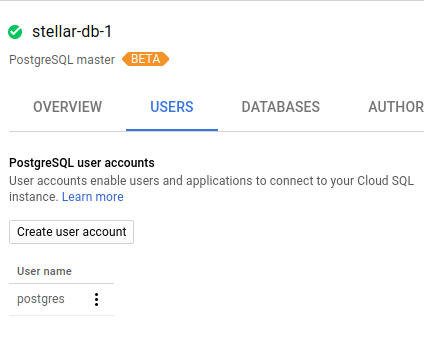 stellar-db-1
PostgreSQL master BETA
OVERVIEW USERS DATABASES AUTHOR
PostgreSQL user accounts
User accounts enable users and applications to connect to your Cloud SQL
instance. Learn more
Create user account
User name
postgres